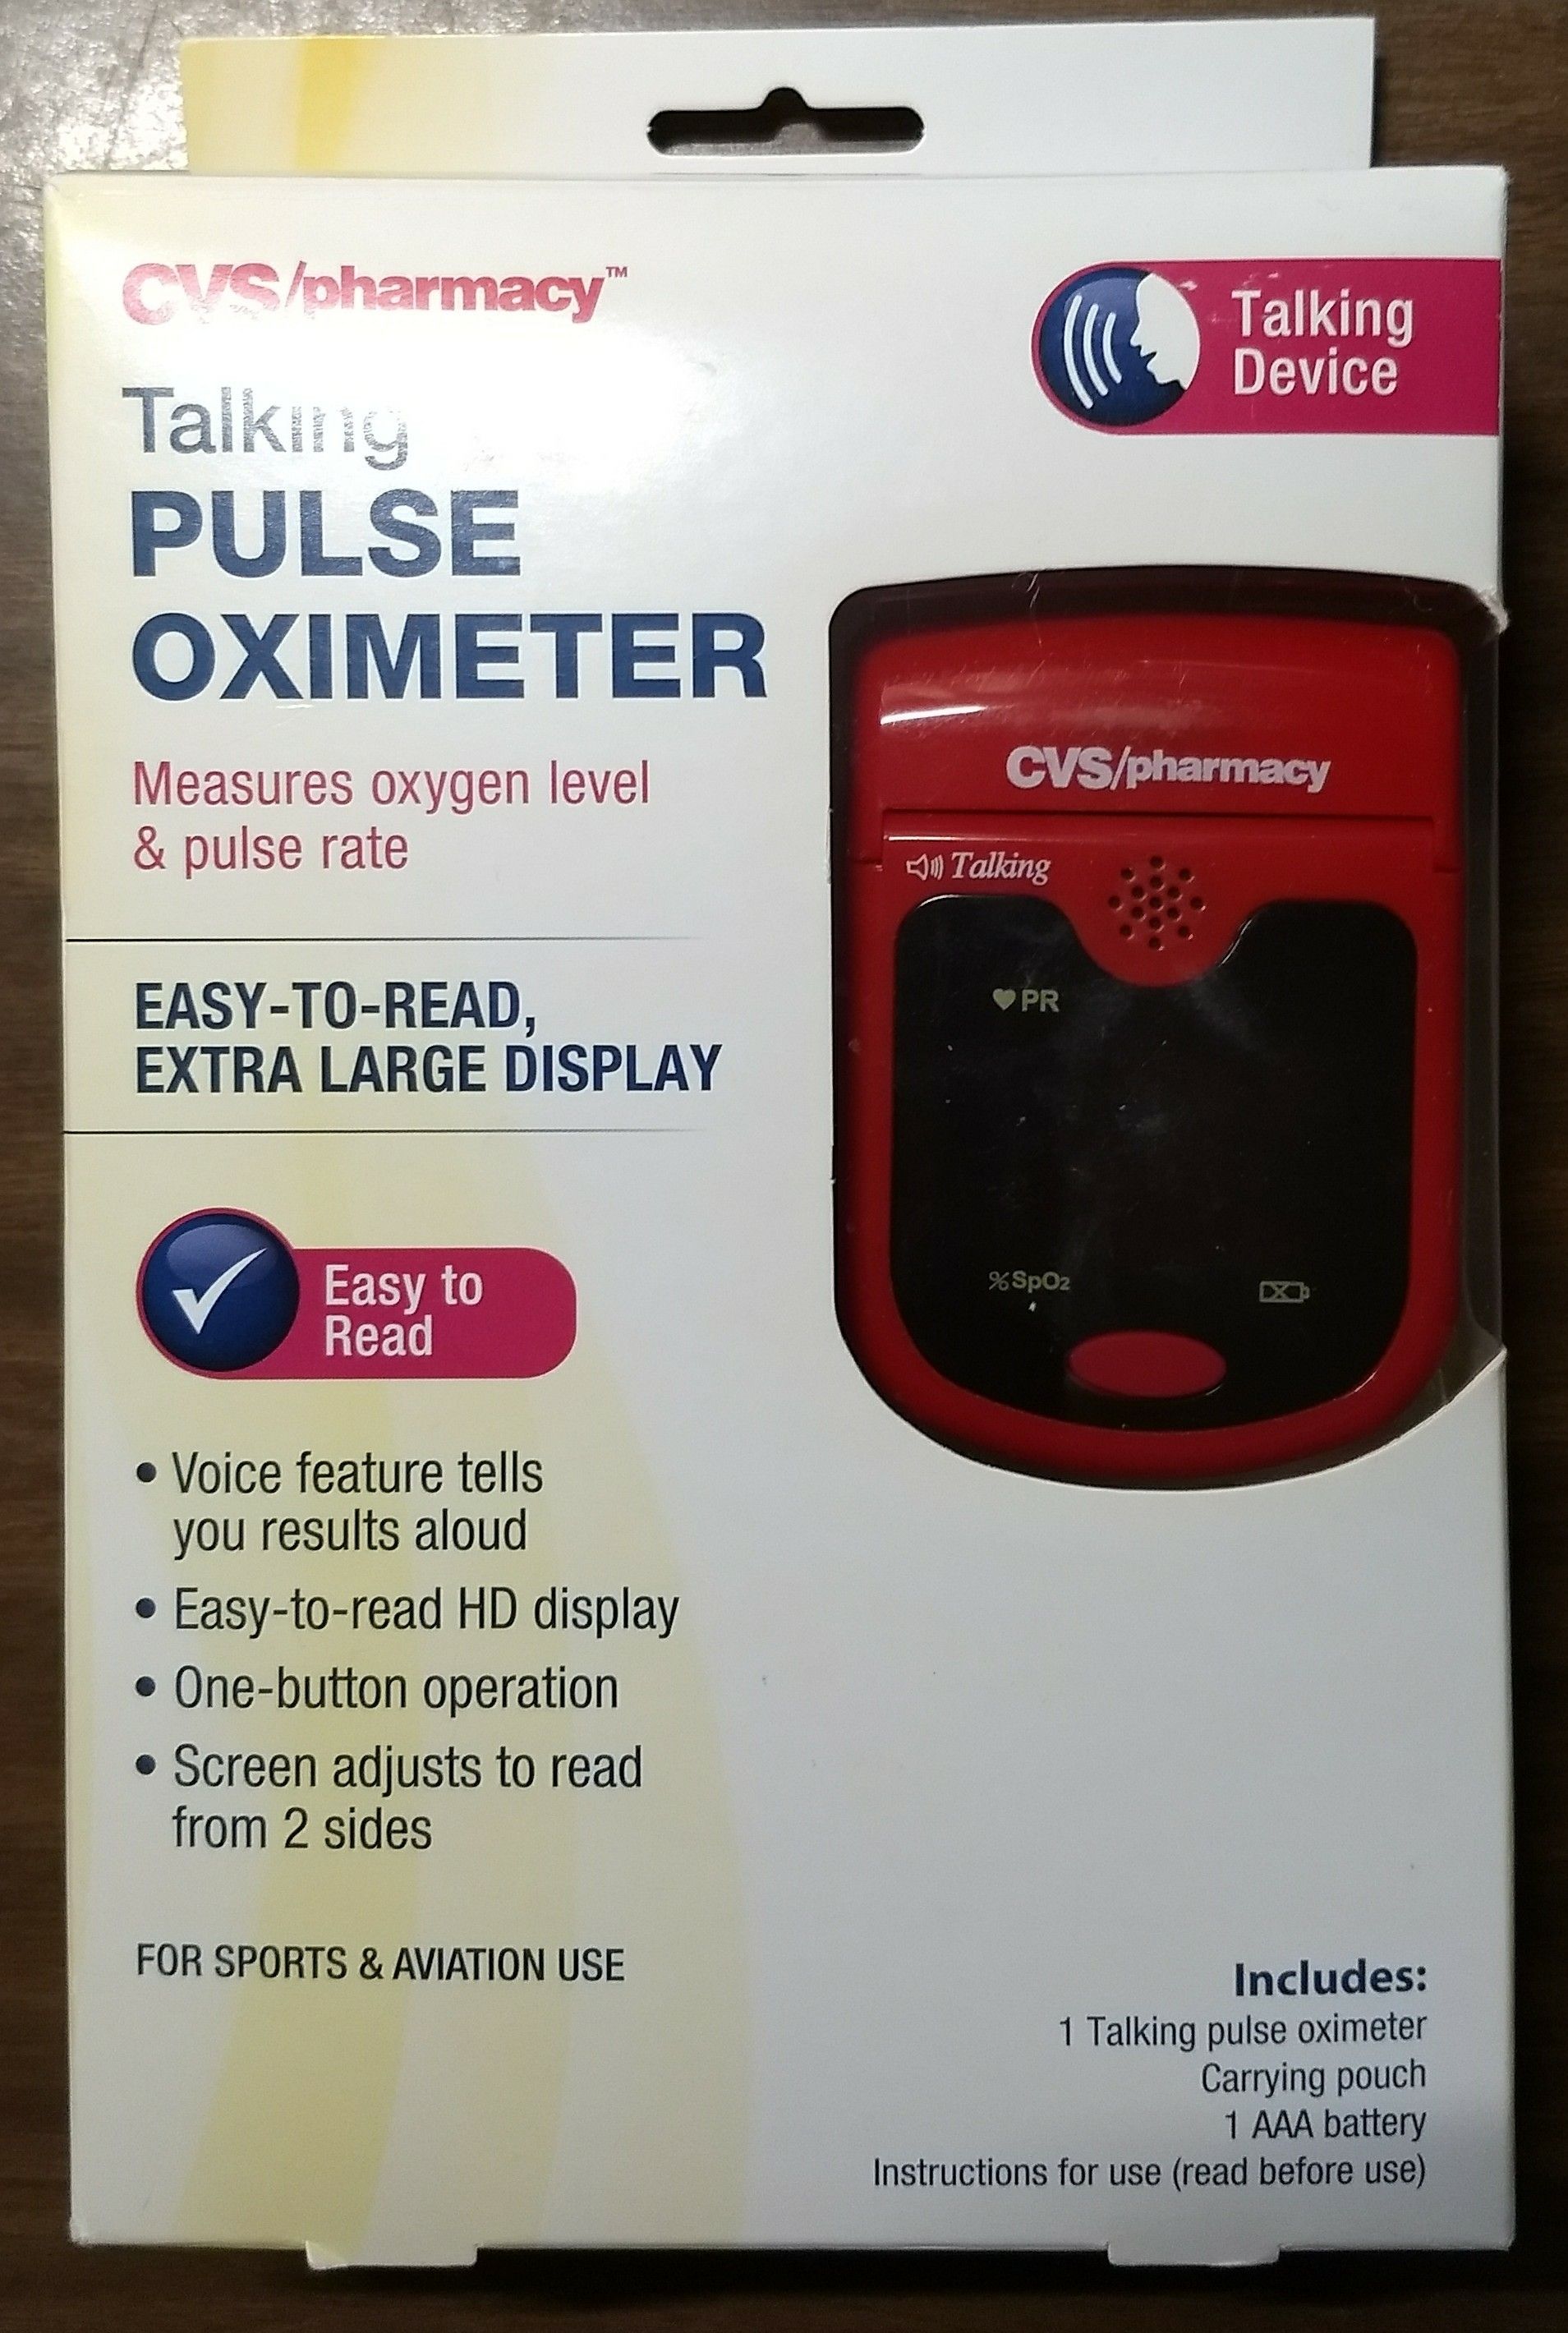 CVS/pharmacy™
Talking
PULSE
OXIMETER
Measures oxygen level
& pulse rate
EASY-TO-READ,
EXTRA LARGE DISPLAY
Easy to
Read
• Voice feature tells
you results aloud
• Easy-to-read HD display
• One-button operation
• Screen adjusts to read
from 2 sides
FOR SPORTS & AVIATION USE
Talking
Device
CVS/pharmacy
Talking
PR
%SpO₂
Includes:
1 Talking pulse oximeter
Carrying pouch
1 AAA battery
Instructions for use (read before use)